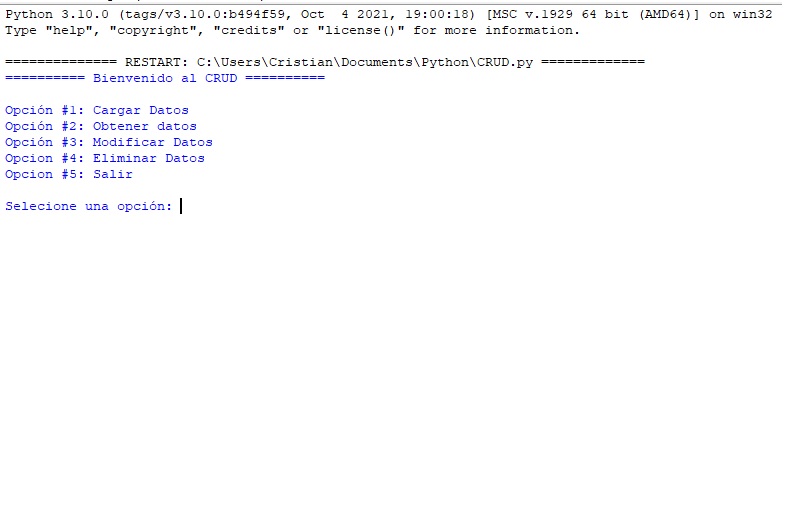 Python 3.10.0 (tags/v3.10.0:b494f59, Oct  4 2021, 19:00:18) [MSC v.1929 64 bit (AMD64)] on win32
Type "help", "copyright", "credits" or "license()" for more information.
============== RESTART: C:\Users\Cristian\Documents\Python\CRUD.py =============
========== Bienvenido al CRUD ==========
Opción #1: Cargar Datos
Opción #2: Obtener datos
Opción #3: Modificar Datos
Opcion #4: Eliminar Datos
Opcion #5: Salir
Selecione una opción: